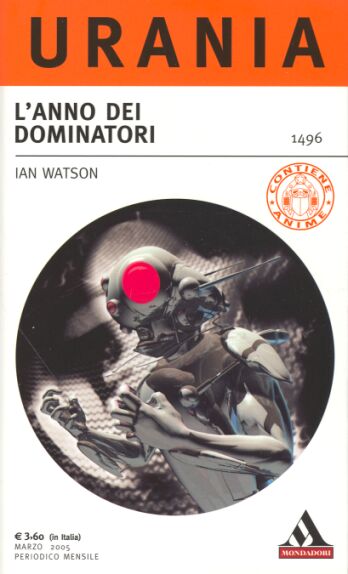 URANIA
L'ANNO DEI
DOMINATORI
1496
IAN WATSON
CONTIENE
ANIME
€ 3,60 (in Italia)
MARZO 2005
PERIODICO MENSILE
MONDADORI